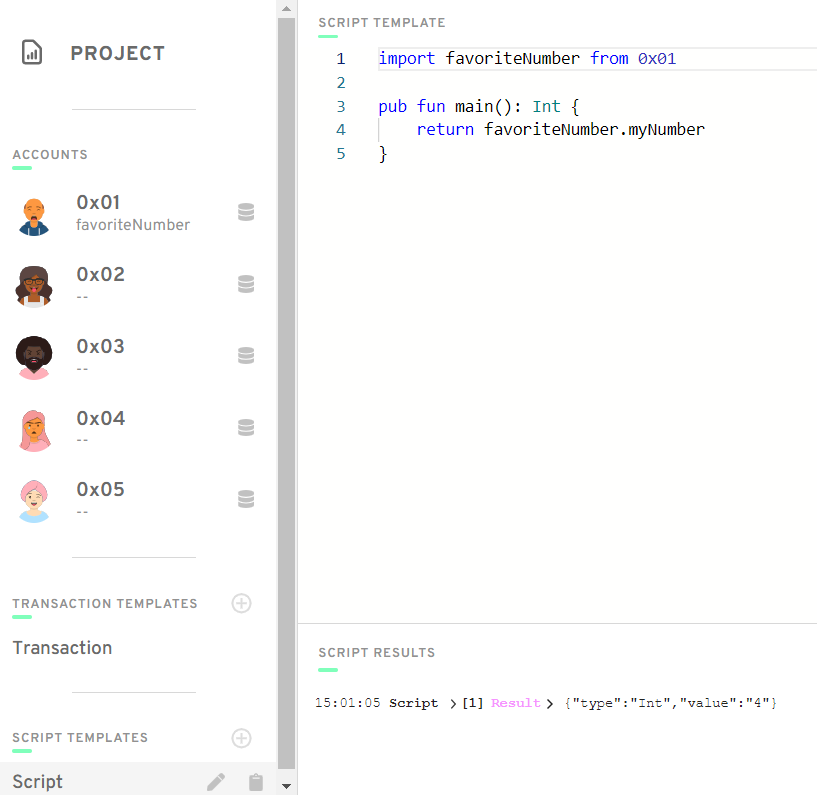 PROJECT
ACCOUNTS
0x01
favoriteNumber
0x02
--
0x03
--
0x04
--
0x05
--
TRANSACTION TEMPLATES
Transaction
SCRIPT TEMPLATES
Script
SCRIPT TEMPLATE
1 import favoriteNumber from 0x01
2
3 pub fun main(): Int {
4 return favoriteNumber.myNumber
5 }
SCRIPT RESULTS
15:01:05 Script > [1] Result > {"type":"Int","value":"4"}